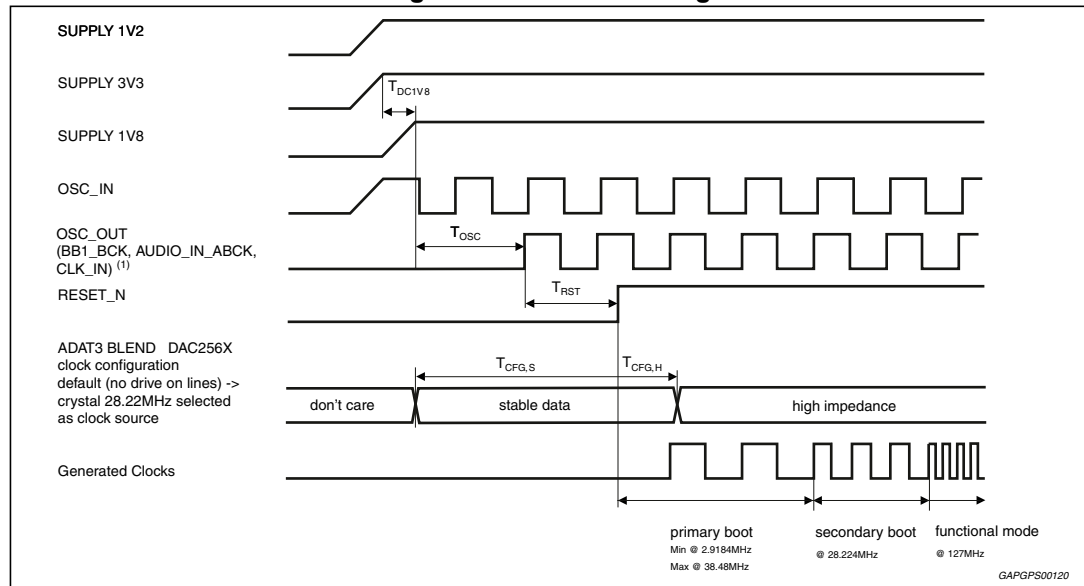 SUPPLY 1V2
SUPPLY 3V3
TDC1V8
SUPPLY 1V8
OSC_IN
OSC_OUT
(BB1_BCK, AUDIO_IN_ABCK,
CLK_IN) (1)
TOSC
RESET_N
TRST
ADAT3 BLEND DAC256X
clock configuration
default (no drive on lines) ->
crystal 28.22MHz selected
as clock source
TCFG,S
TCFG,H
don't care
stable data
high impedance
Generated Clocks
primary boot
Min @ 2.9184MHz
Max @ 38.48MHz
secondary boot
@ 28.224MHz
functional mode
@ 127MHz
GAPGPS00120